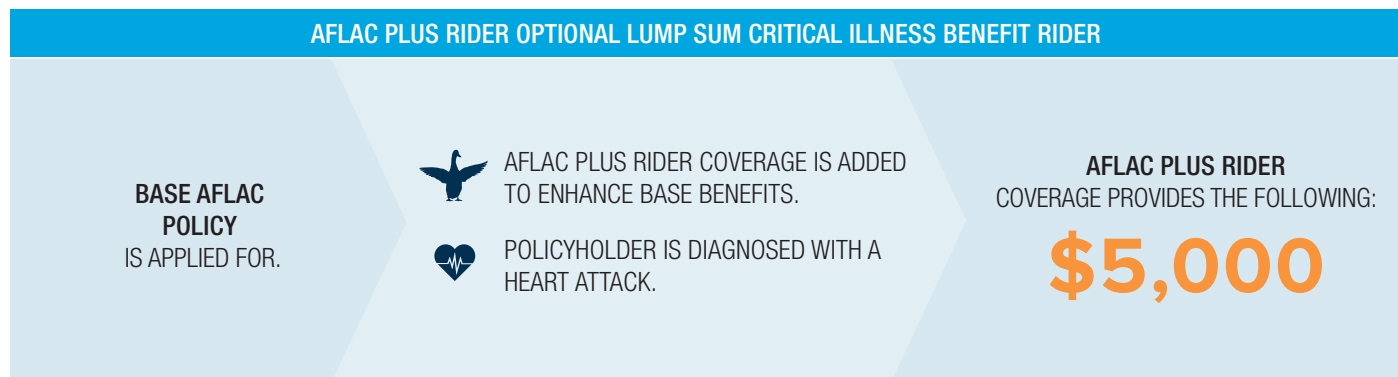 AFLAC PLUS RIDER OPTIONAL LUMP SUM CRITICAL ILLNESS BENEFIT RIDER
BASE AFLAC
POLICY
IS APPLIED FOR.
AFLAC PLUS RIDER COVERAGE IS ADDED
TO ENHANCE BASE BENEFITS.
POLICYHOLDER IS DIAGNOSED WITH A
HEART ATTACK.
AFLAC PLUS RIDER
COVERAGE PROVIDES THE FOLLOWING:
$5,000